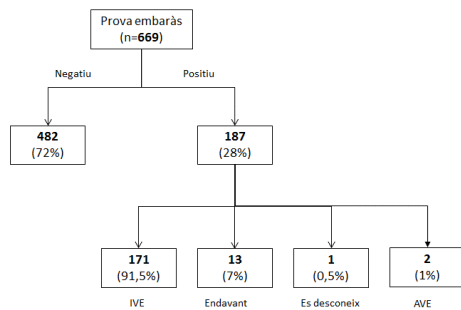 Prova embaràs
(n=669)
Negatiu
Positiu
482
(72%)
187
(28%)
171
(91,5%)
13
(7%)
1
(0,5%)
2
(1%)
IVE
Endavant
Es desconeix
AVE